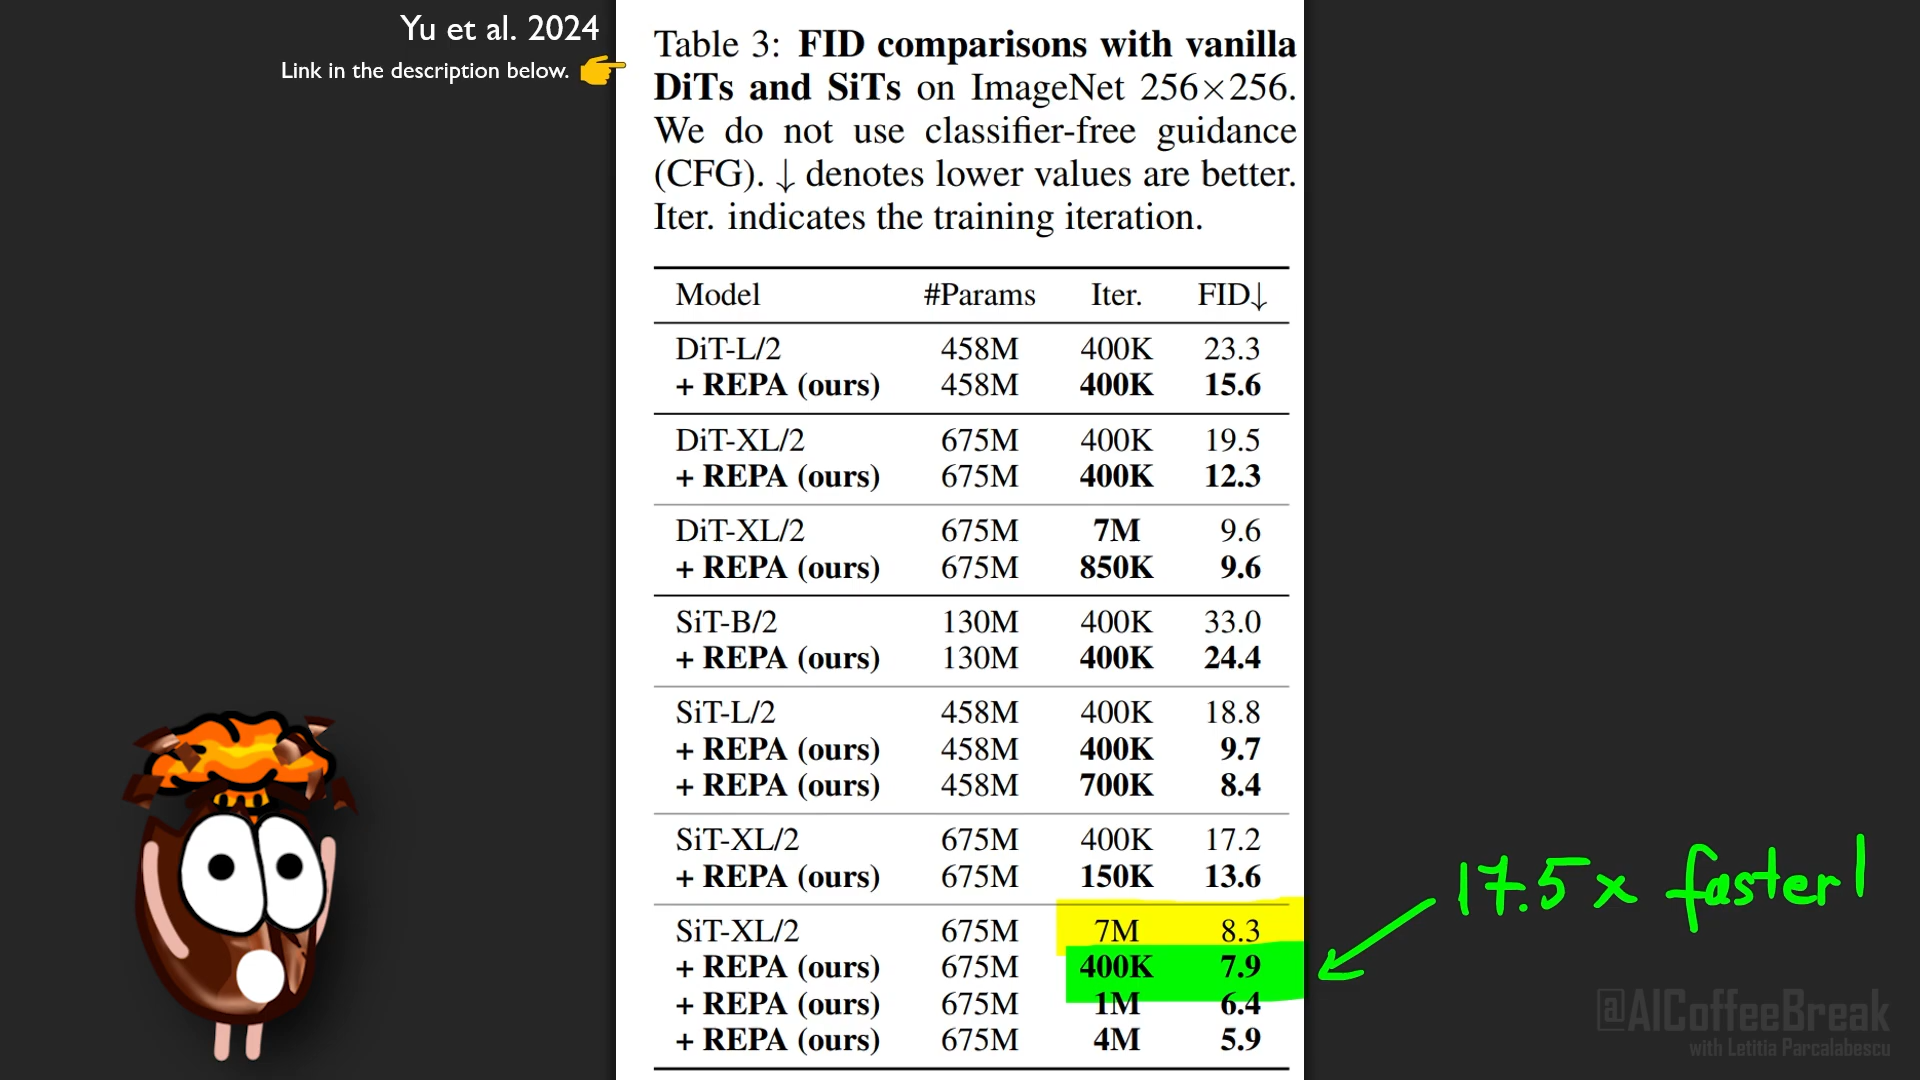 Yu et al. 2024
Link in the description below.
Table 3: FID comparisons with vanilla
DiTs and SiTs on ImageNet 256×256.
We do not use classifier-free guidance
(CFG). ↓ denotes lower values are better.
Iter. indicates the training iteration.
Model #Params Iter. FID↓
DiT-L/2 458M 400K 23.3
+ REPA (ours) 458M 400K 15.6
DiT-XL/2 675M 400K 19.5
+ REPA (ours) 675M 400K 12.3
DiT-XL/2 675M 7M 9.6
+ REPA (ours) 675M 850K 9.6
SiT-B/2 130M 400K 33.0
+ REPA (ours) 130M 400K 24.4
SiT-L/2 458M 400K 18.8
+ REPA (ours) 458M 400K 9.7
+ REPA (ours) 458M 700K 8.4
SiT-XL/2 675M 400K 17.2
+ REPA (ours) 675M 150K 13.6
SiT-XL/2 675M 7M 8.3
+ REPA (ours) 675M 400K 7.9
+ REPA (ours) 675M 1M 6.4
+ REPA (ours) 675M 4M 5.9
17.5x faster!
@AICoffeeBreak
with Letitia Parcalabescu